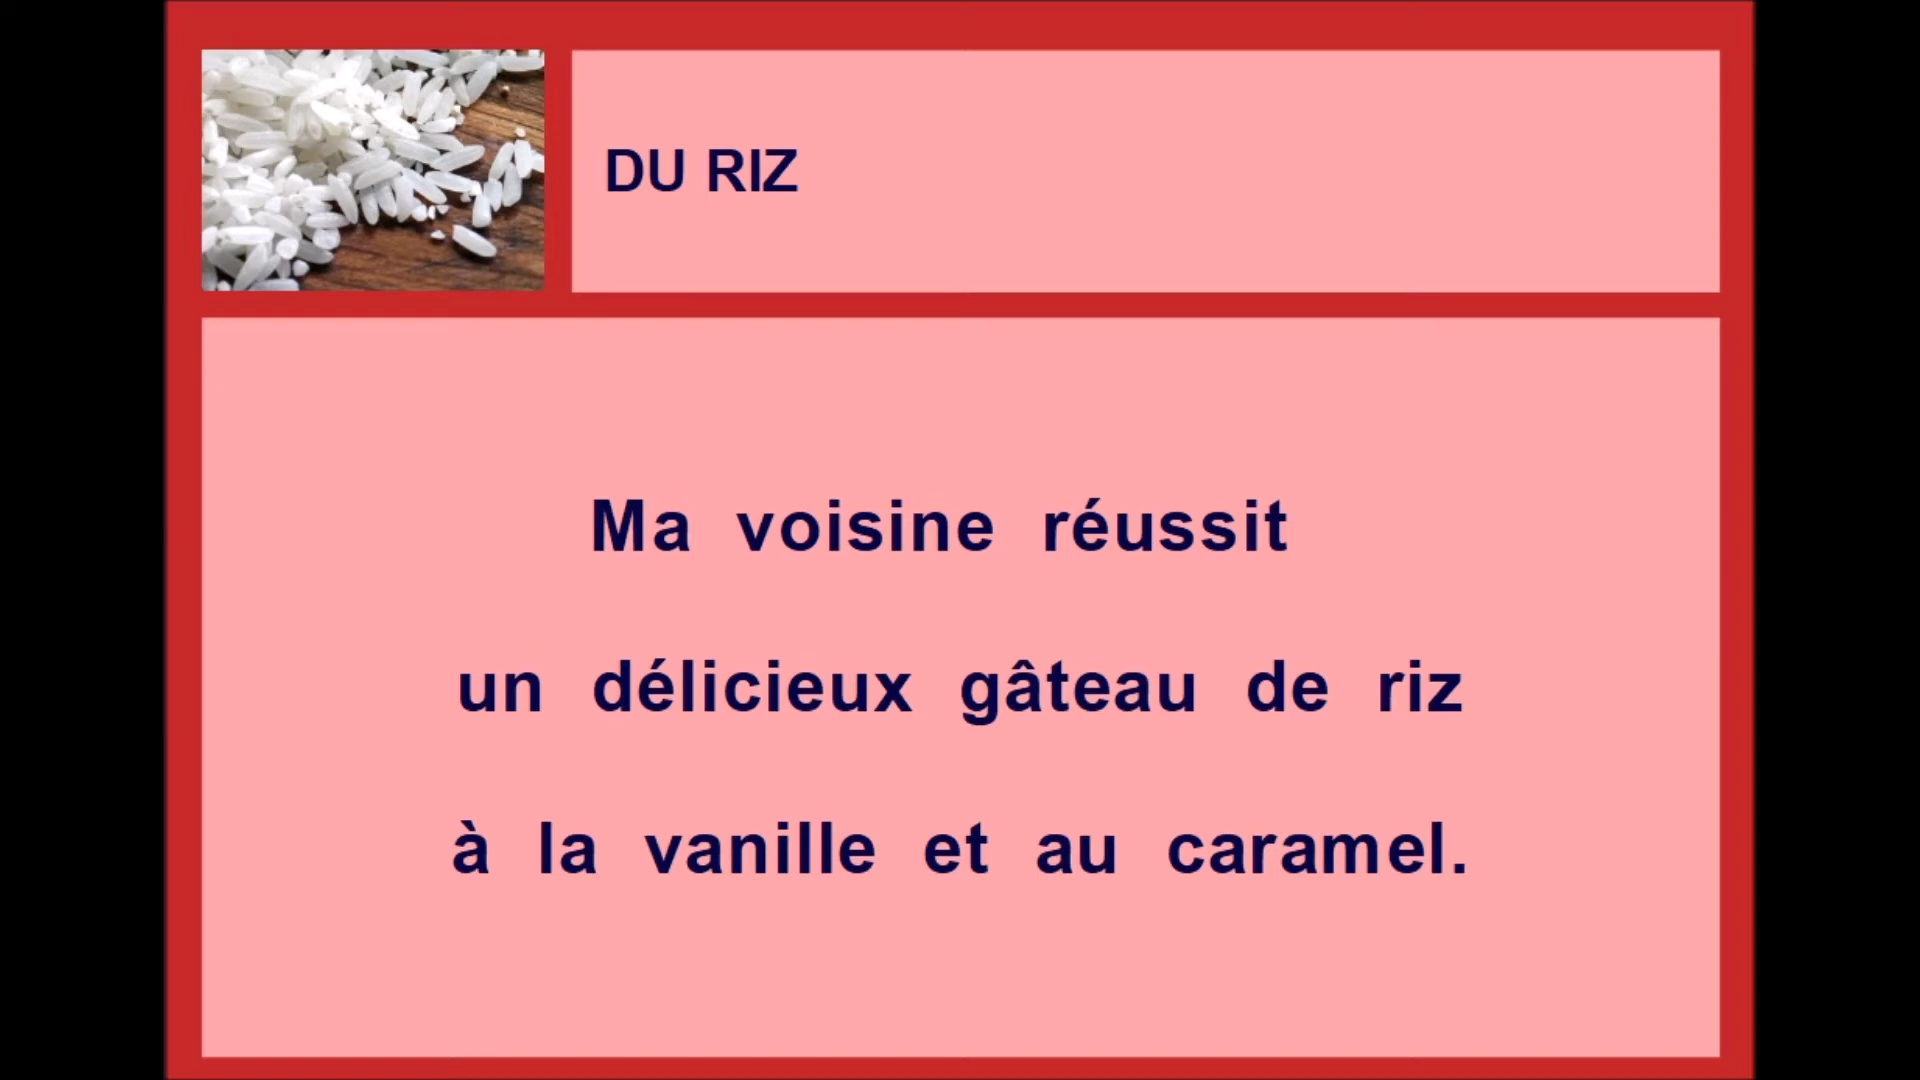 DU RIZ
Ma voisine réussit
un délicieux gâteau de riz
à la vanille et au caramel.